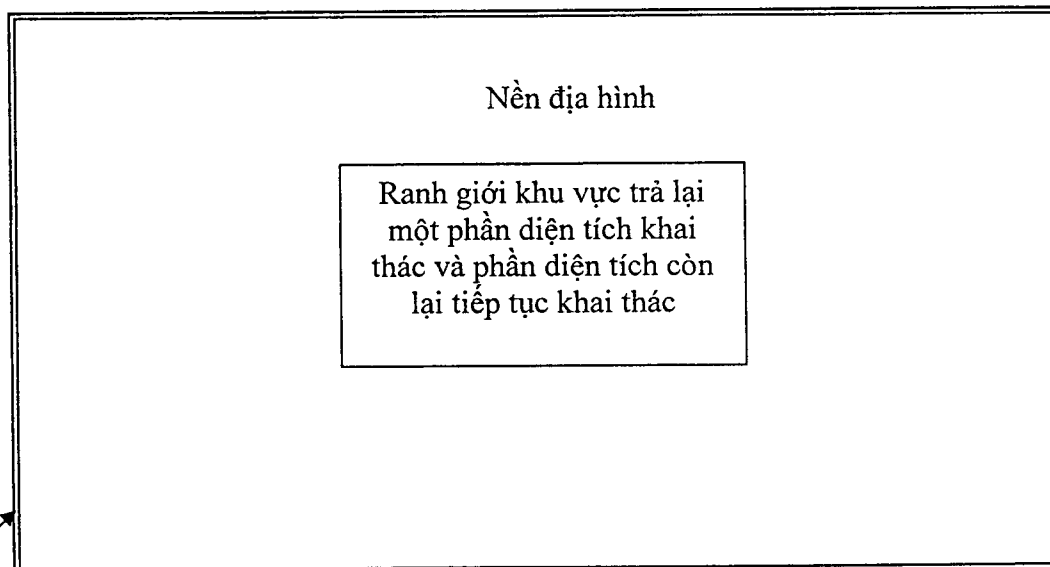 Nền địa hình
Ranh giới khu vực trả lại
một phần diện tích khai
thác và phần diện tích còn
lại tiếp tục khai thác